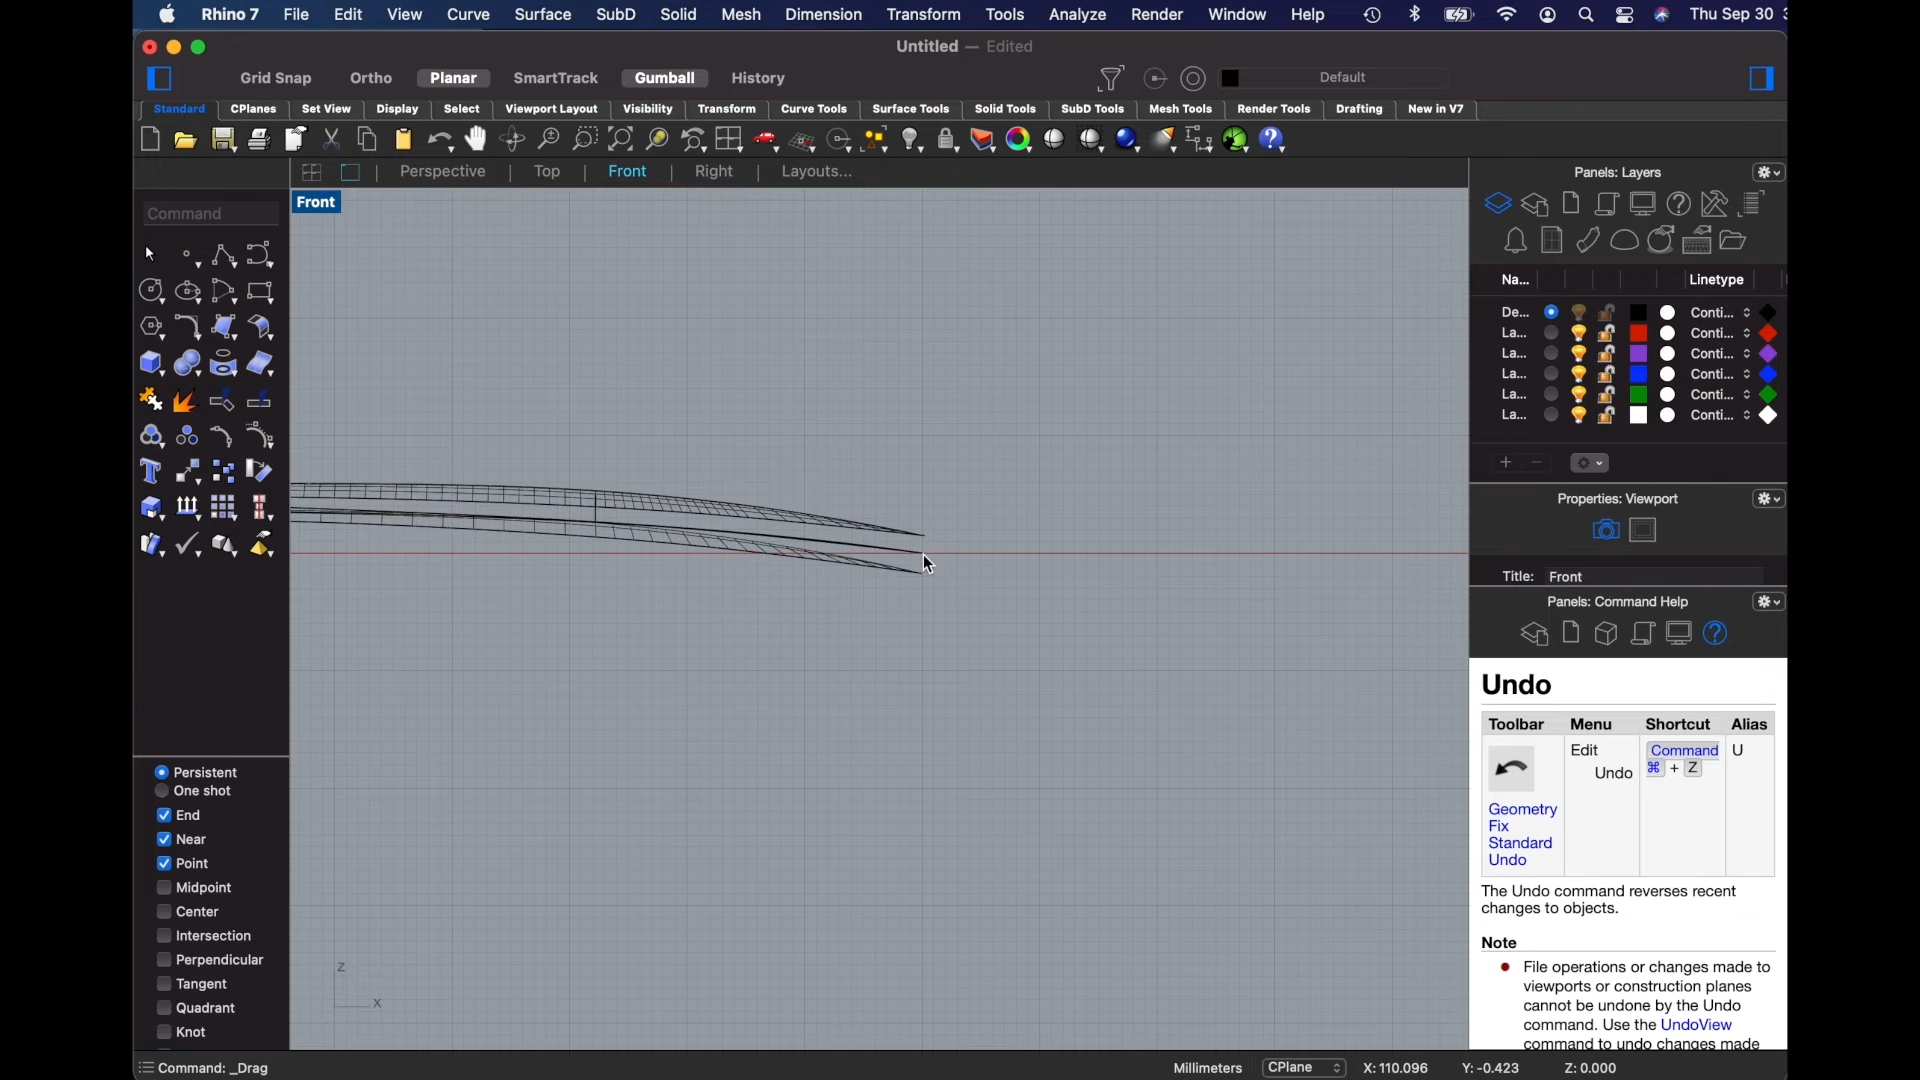 Rhino 7 File Edit View Curve Surface SubD Solid Mesh Dimension Transform Tools Analyze Render Window Help Thu Sep 30
Untitled — Edited
Grid Snap Ortho Planar SmartTrack Gumball History Default
Standard CPlanes Set View Display Select Viewport Layout Visibility Transform Curve Tools Surface Tools Solid Tools SubD Tools Mesh Tools Render Tools Drafting New in V7
Perspective Top Front Right Layouts...
Front
Command
Persistent
One shot
End
Near
Point
Midpoint
Center
Intersection
Perpendicular
Tangent
Quadrant
Knot
z
x
Panels: Layers
Na... Linetype
De... Conti...
La... Conti...
La... Conti...
La... Conti...
La... Conti...
La... Conti...
Properties: Viewport
Title: Front
Panels: Command Help
Undo
Toolbar Menu Shortcut Alias
Edit Command U
Undo ⌘ + Z
Geometry
Fix
Standard
Undo
The Undo command reverses recent
changes to objects.
Note
File operations or changes made to
viewports or construction planes
cannot be undone by the Undo
command. Use the UndoView
command to undo changes made
Command: _Drag Millimeters CPlane X: 110.096 Y: -0.423 Z: 0.000